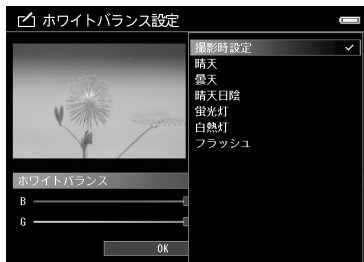 ホワイトバランス設定
撮影時設定
晴天
曇天
晴天日陰
蛍光灯
白熱灯
フラッシュ
ホワイトバランス
B
G
OK